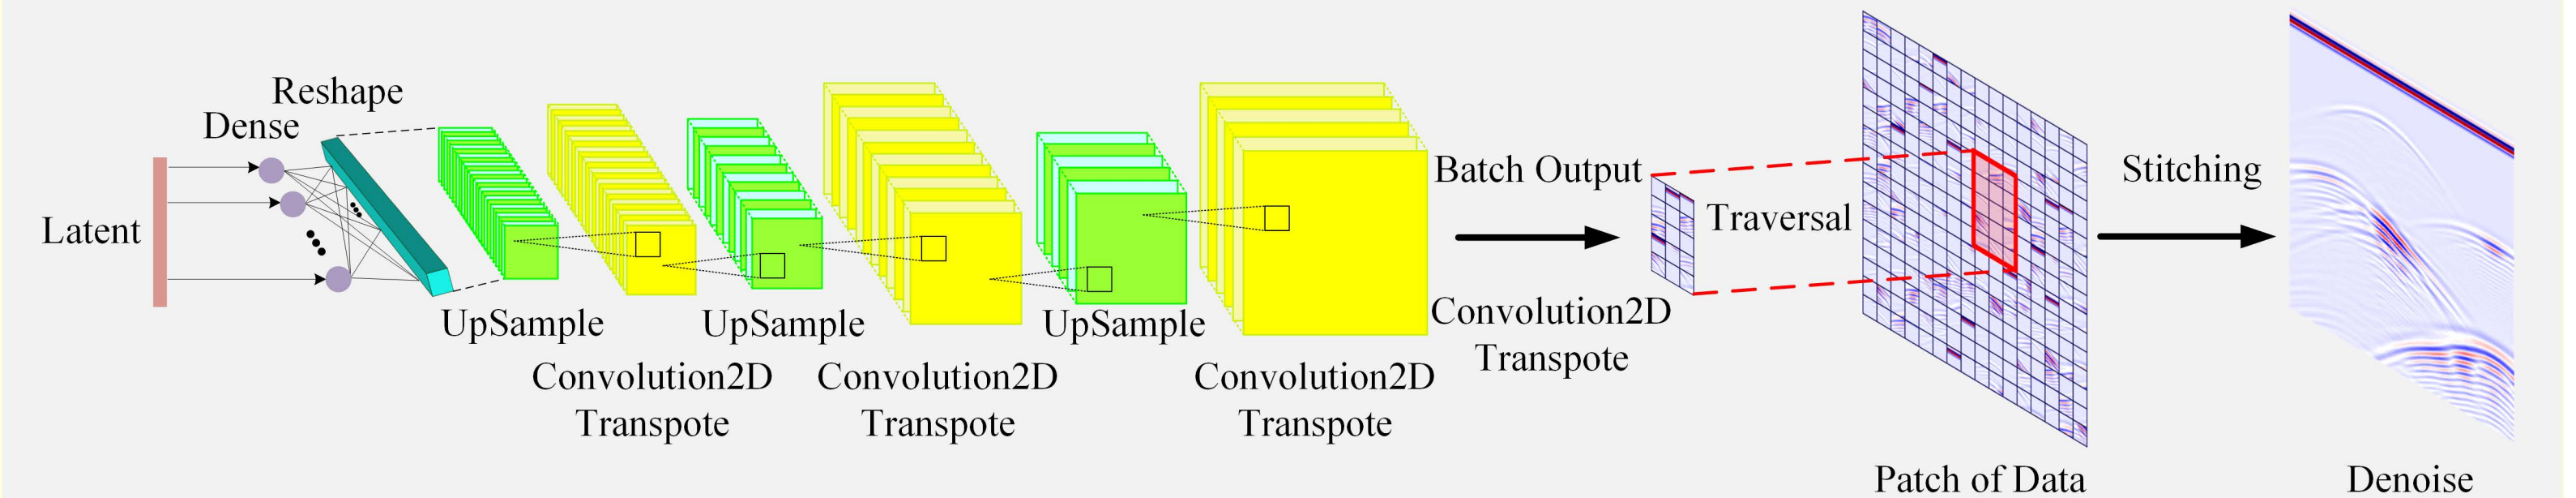 Latent
Dense
Reshape
UpSample
Convolution2D
Transpote
UpSample
Convolution2D
Transpote
UpSample
Convolution2D
Transpote
Batch Output
Convolution2D
Transpote
Traversal
Patch of Data
Stitching
Denoise